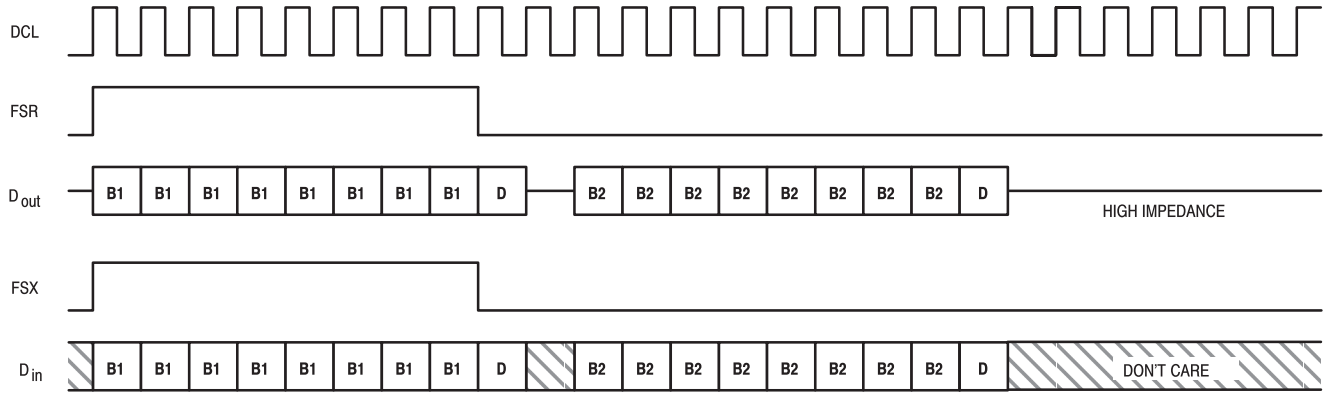 DCL
FSR
Dout B1 B1 B1 B1 B1 B1 B1 B1 D B2 B2 B2 B2 B2 B2 B2 B2 D
HIGH IMPEDANCE
FSX
Din B1 B1 B1 B1 B1 B1 B1 B1 D B2 B2 B2 B2 B2 B2 B2 B2 D DON'T CARE